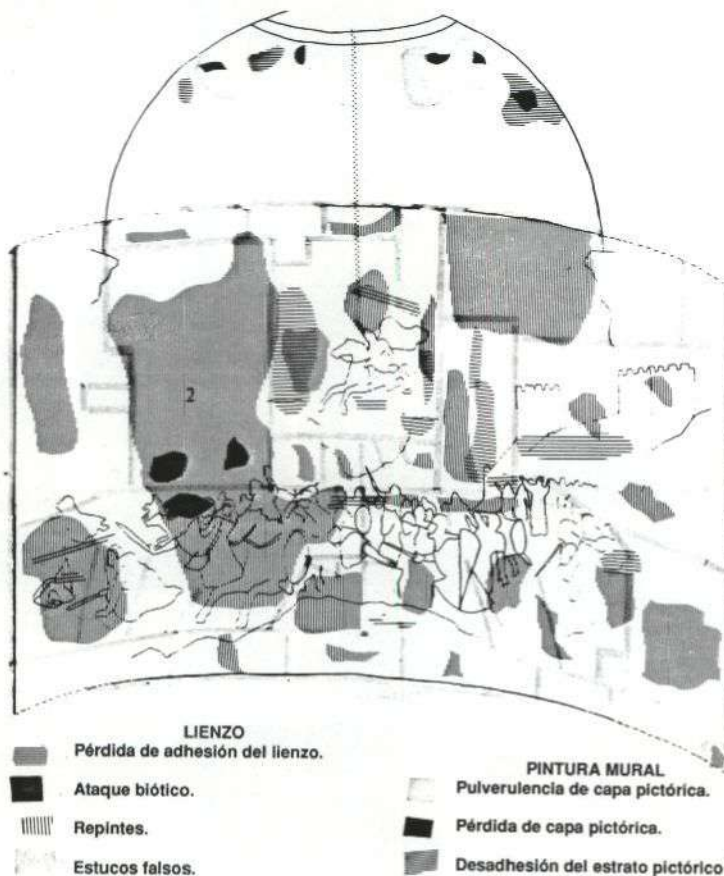 2
LIENZO
Pérdida de adhesión del lienzo.
Ataque biótico.
Repintes.
Estucos falsos.
PINTURA MURAL
Pulverulencia de capa pictórica.
Pérdida de capa pictórica.
Desadhesión del estrato pictórico